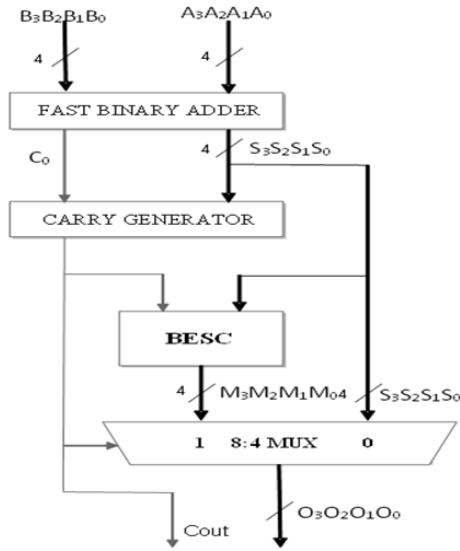 B₃B₂B₁B₀ A₃A₂A₁A₀
4 4
FAST BINARY ADDER
C₀ 4 S₃S₂S₁S₀
CARRY GENERATOR
BESC
4 M₃M₂M₁M₀4 S₃S₂S₁S₀
1 8:4 MUX 0
O₃O₂O₁O₀
Cout